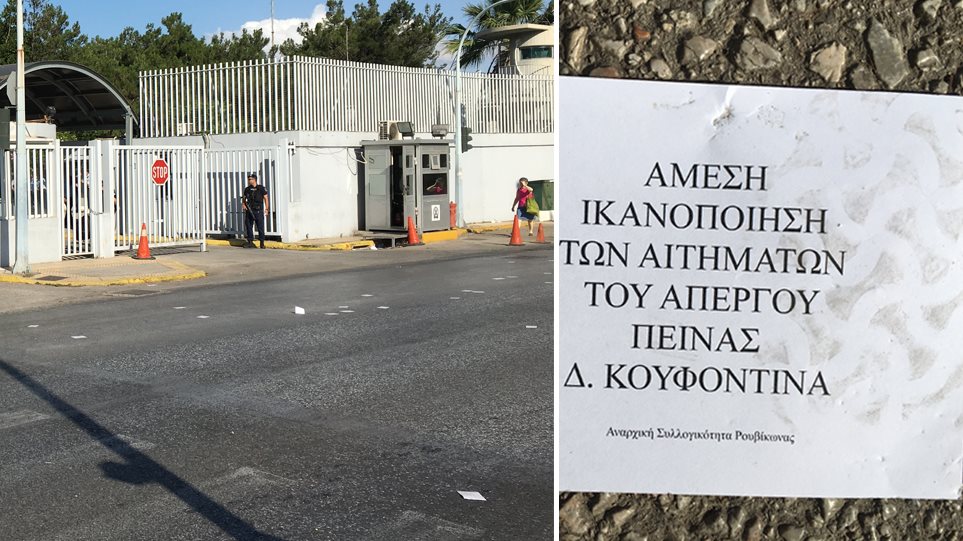 STOP
ΑΜΕΣΗ
ΙΚΑΝΟΠΟΙΗΣΗ
ΤΩΝ ΑΙΤΗΜΑΤΩΝ
ΤΟΥ ΑΠΕΡΓΟΥ
ΠΕΙΝΑΣ
Δ. ΚΟΥΦΟΝΤΙΝΑ
Αναρχική Συλλογικότητα Ρουβίκωνας